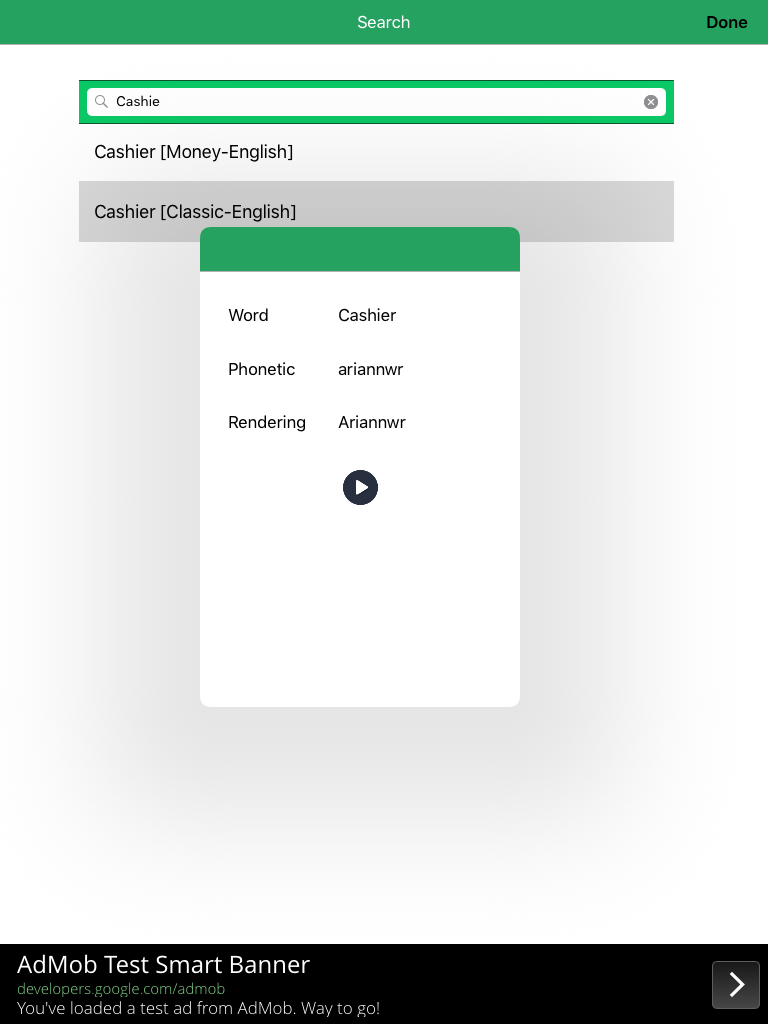 Search
Done
Cashie
Cashier [Money-English]
Cashier [Classic-English]
Word Cashier
Phonetic ariannwr
Rendering Ariannwr
AdMob Test Smart Banner
developers.google.com/admob
You've loaded a test ad from AdMob. Way to go!